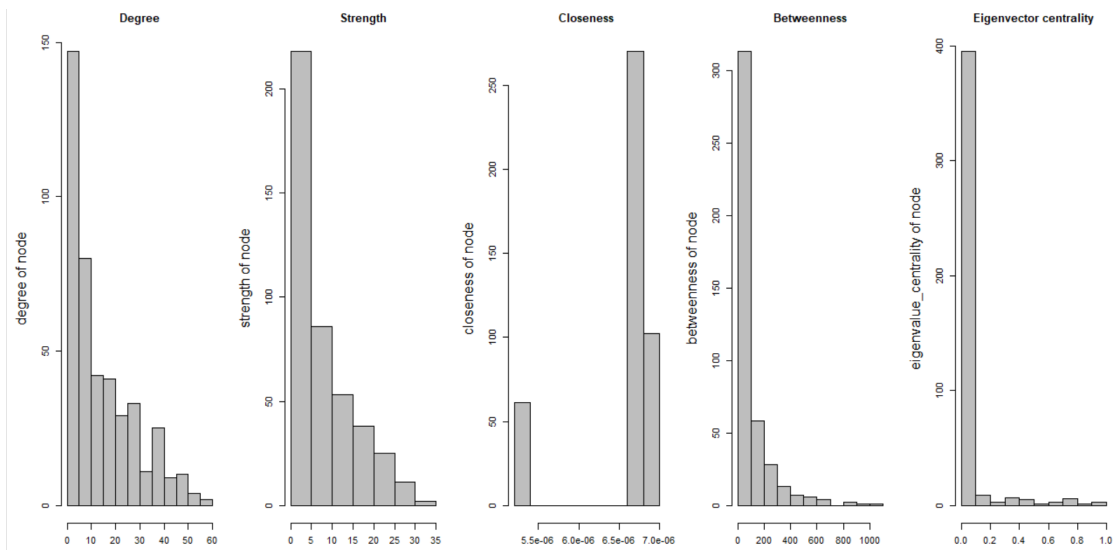 Degree
degree of node
150
100
50
0
0 10 20 30 40 50 60
Strength
strength of node
200
150
100
50
0
0 5 10 15 20 25 30 35
Closeness
closeness of node
250
200
150
100
50
0
5.5e-06 6.0e-06 6.5e-06 7.0e-06
Betweenness
betweenness of node
300
250
200
150
100
50
0
0 200 400 600 800 1000
Eigenvector centrality
eigenvalue_centrality of node
400
300
200
100
0
0.0 0.2 0.4 0.6 0.8 1.0